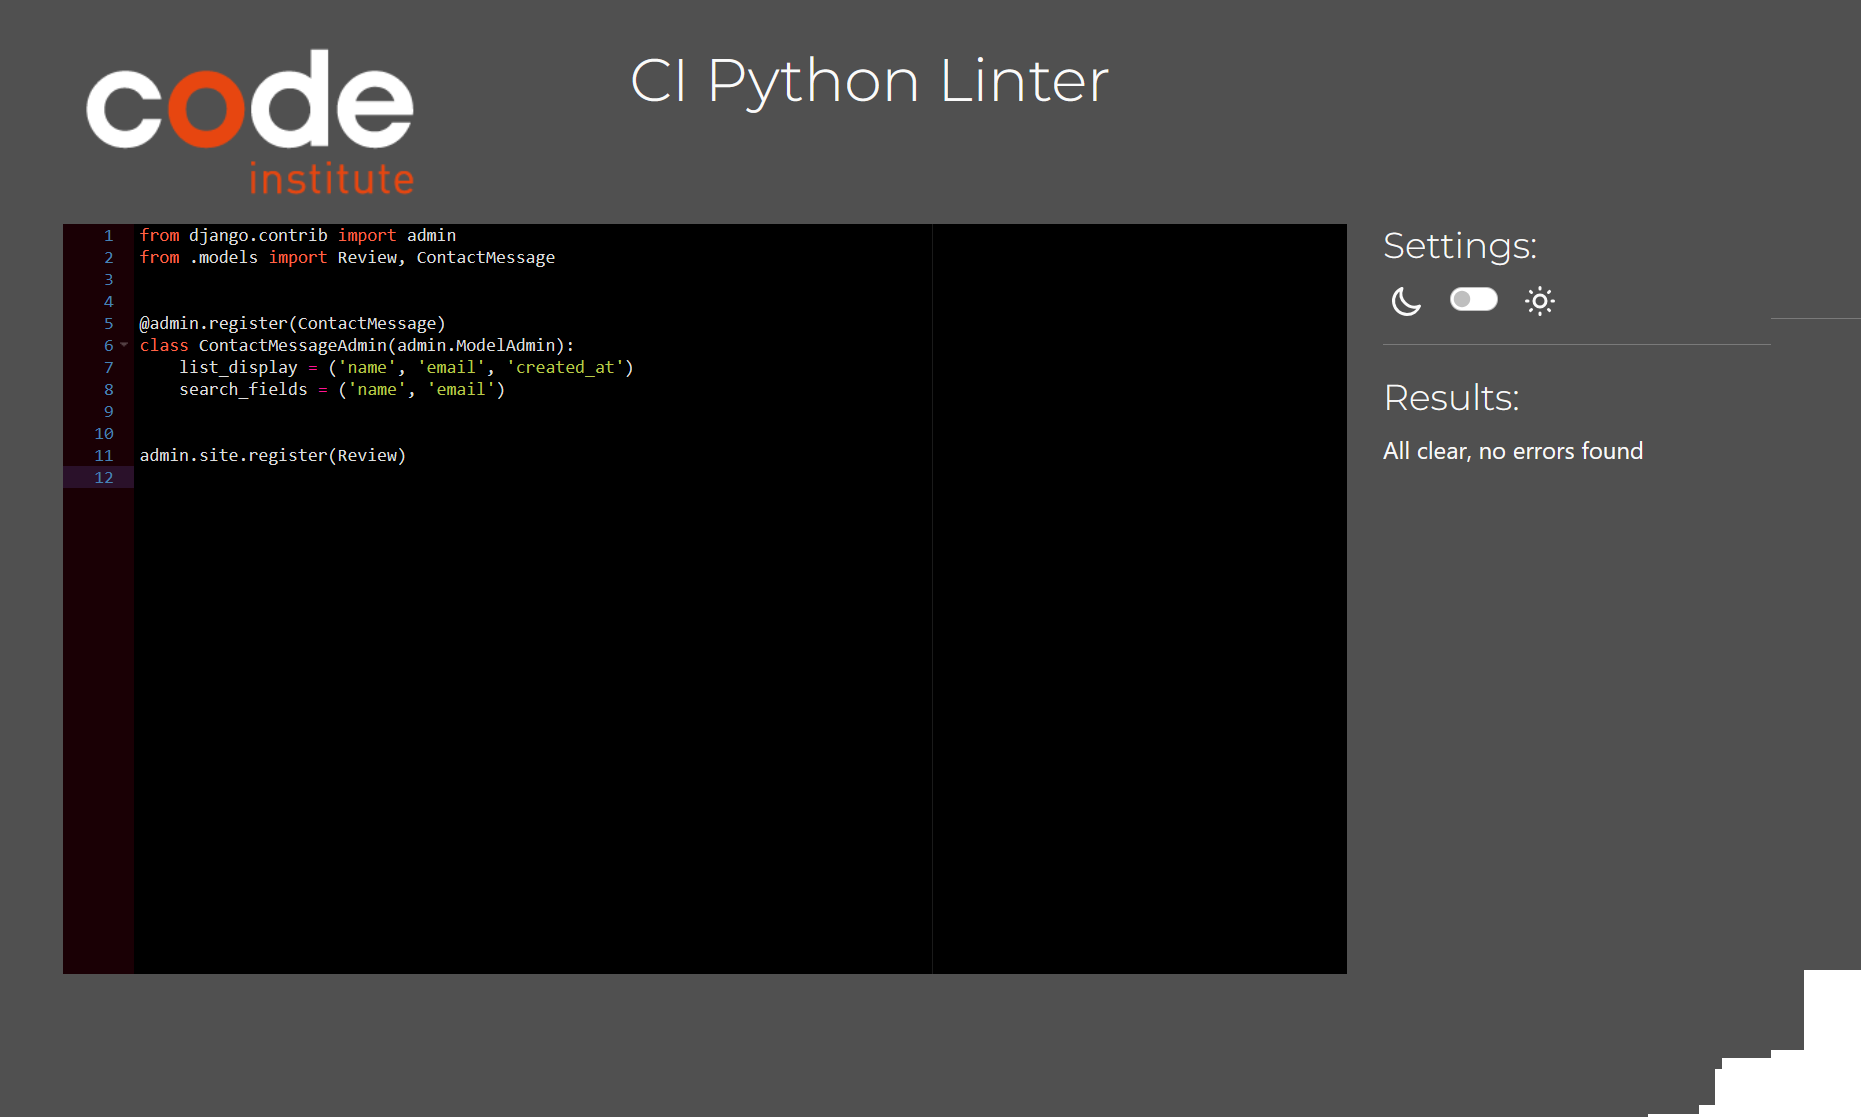 code
institute
CI Python Linter
1 from django.contrib import admin
2 from .models import Review, ContactMessage
3
4
5 @admin.register(ContactMessage)
6 class ContactMessageAdmin(admin.ModelAdmin):
7     list_display = ('name', 'email', 'created_at')
8     search_fields = ('name', 'email')
9
10
11 admin.site.register(Review)
12
Settings:
Results:
All clear, no errors found